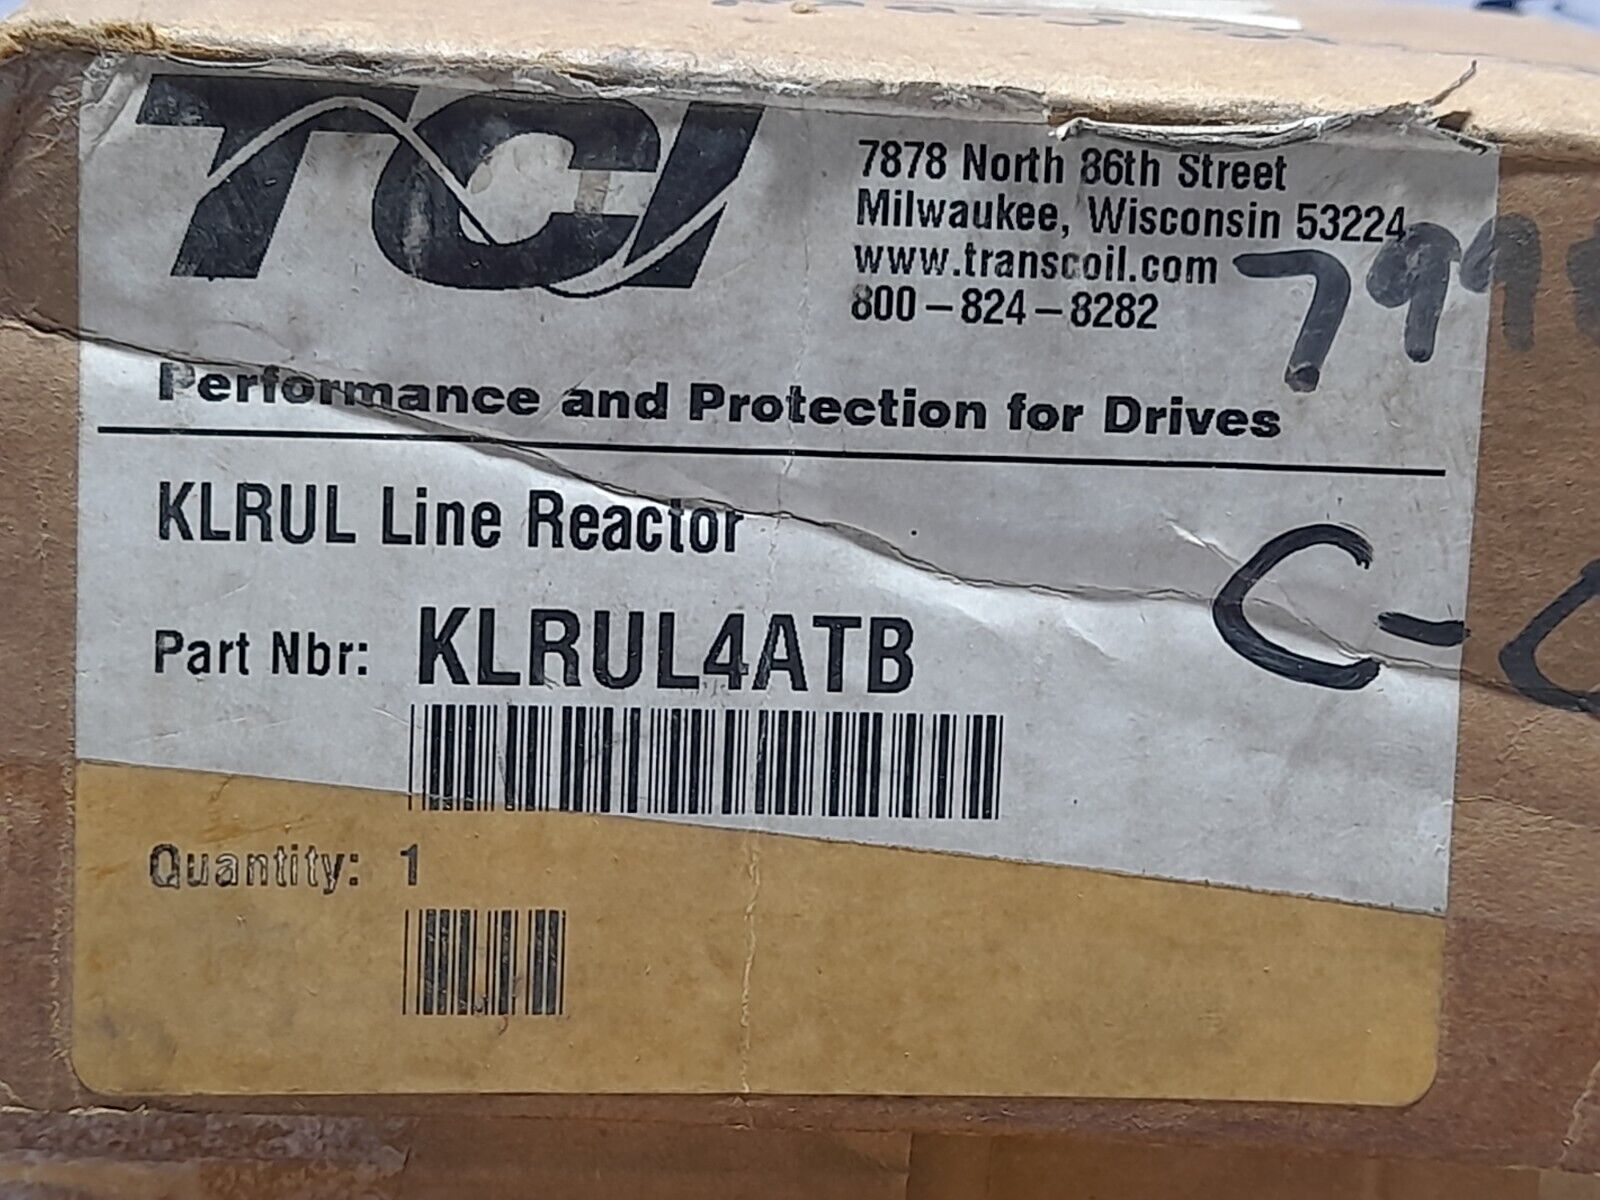 TCI
7878 North 86th Street
Milwaukee, Wisconsin 53224
www.transcoil.com
800-824-8282
Performance and Protection for Drives
KLRUL Line Reactor
Part Nbr: KLRUL4ATB
Quantity: 1
C-